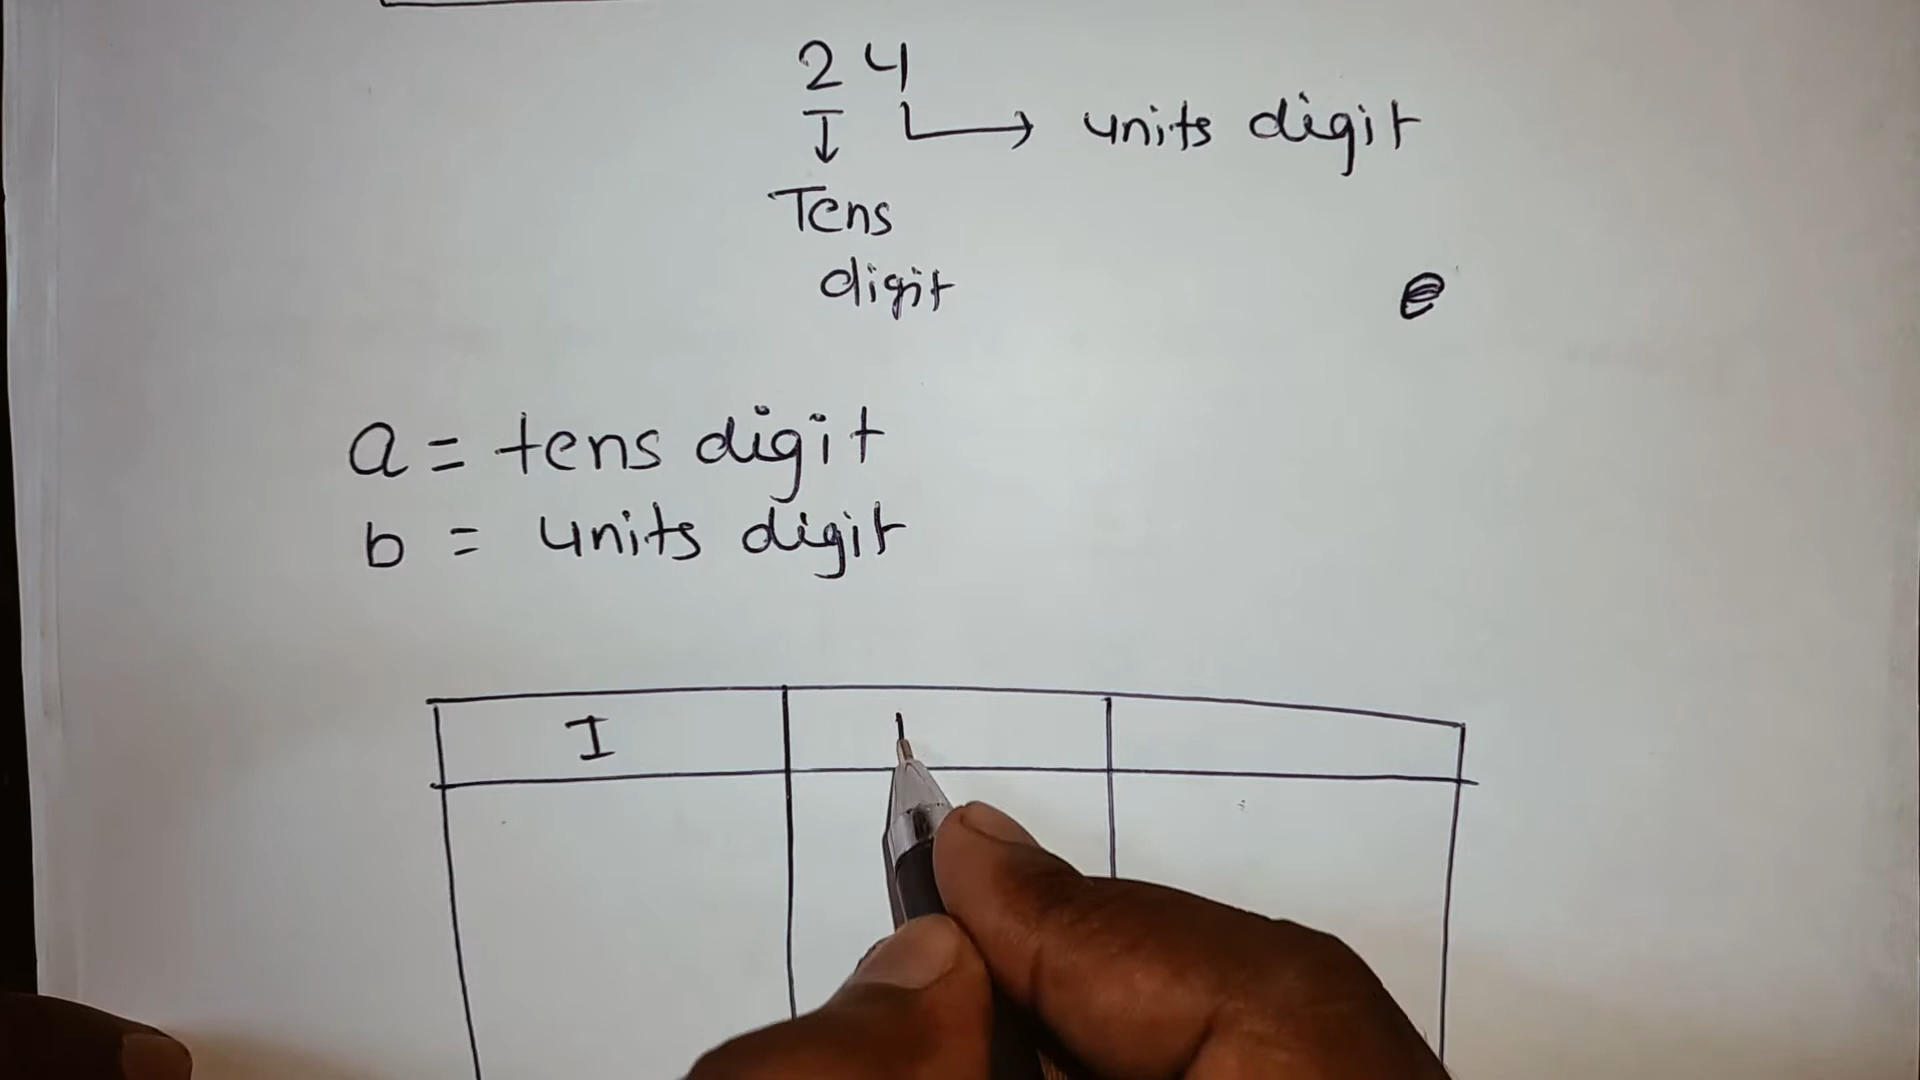 24
units digit
Tens
digit
a = tens digit
b = units digit
I